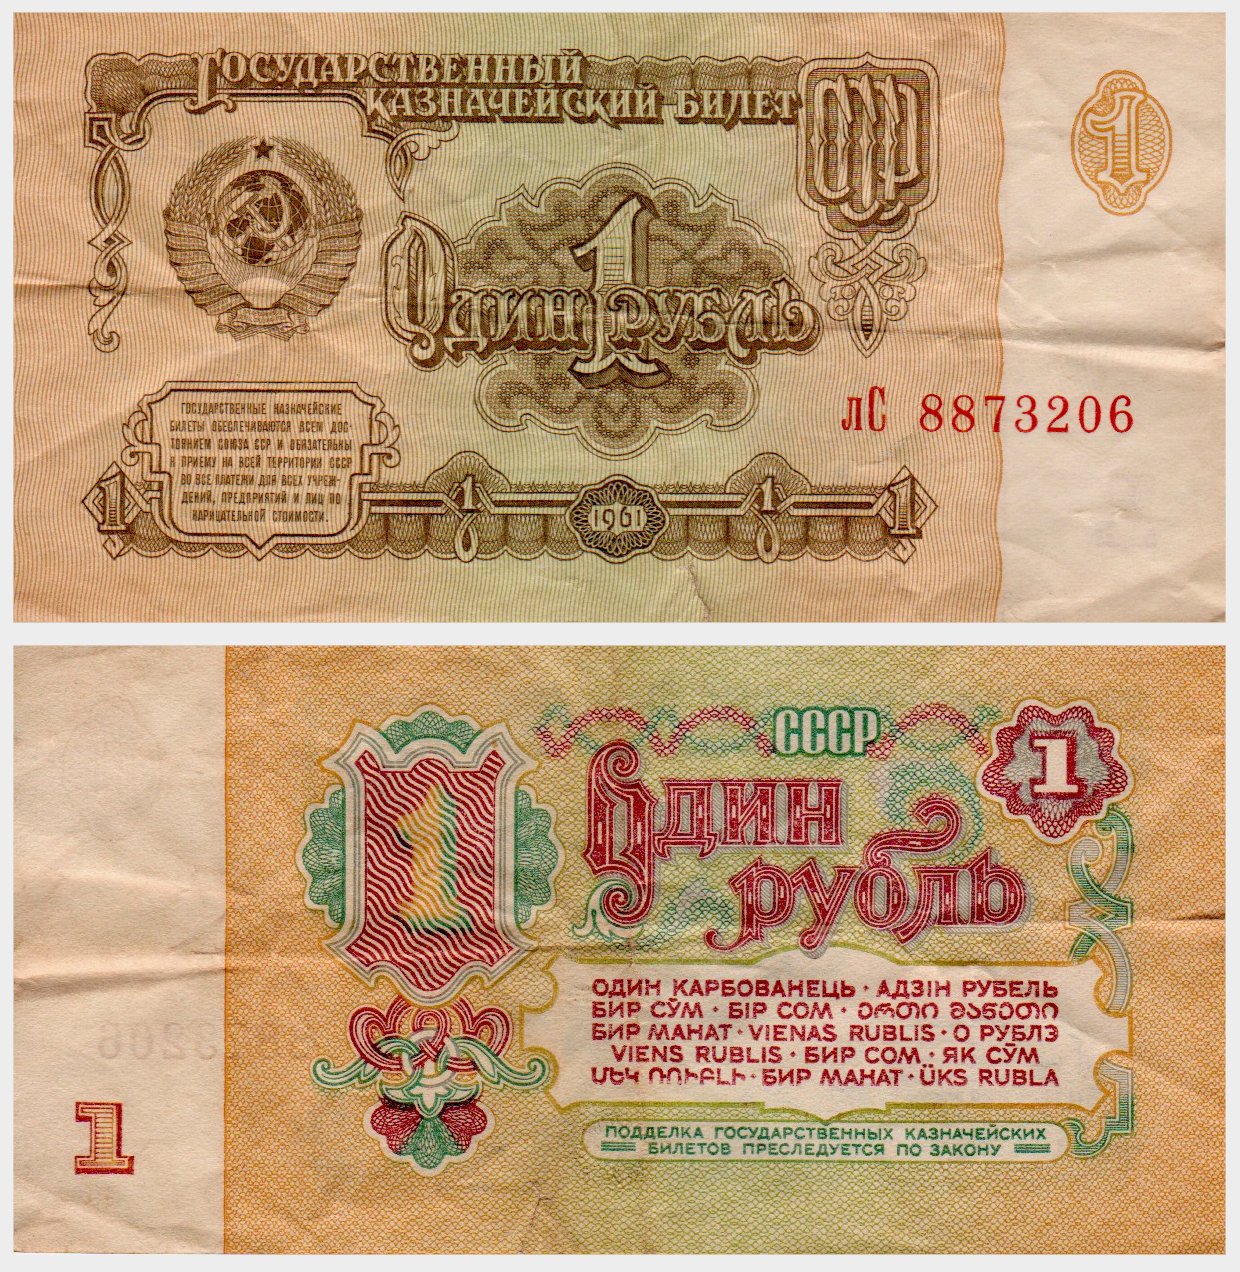 Государственный
казначейский билет
СССР
1
1
Один рубль
лС 8873206
ГОСУДАРСТВЕННЫЕ КАЗНАЧЕЙСКИЕ
БИЛЕТЫ ОБЕСПЕЧИВАЮТСЯ ВСЕМ ДОС-
ТОЯНИЕМ СОЮЗА ССР И ОБЯЗАТЕЛЬНЫ
К ПРИЕМУ НА ВСЕЙ ТЕРРИТОРИИ СССР
ВО ВСЕ ПЛАТЕЖИ ДЛЯ ВСЕХ УЧРЕЖ-
ДЕНИЙ, ПРЕДПРИЯТИЙ И ЛИЦ ПО
НАРИЦАТЕЛЬНОЙ СТОИМОСТИ.
1 1 1961 1 1
СССР
1
1
Один
рубль
ОДИН КАРБОВАНЕЦЬ · АДЗІН РУБЕЛЬ
БИР СЎМ · БІР СОМ · ᲔᲠᲗᲘ ᲛᲐᲜᲔᲗᲘ
БИР МАНАТ · VIENAS RUBLIS · О РУБЛЭ
VIENS RUBLIS · БИР СОМ · ЯК СӮМ
ՄԵԿ ՌՈՒԲԼԻ · БИР МАНАТ · ÜKS RUBLA
ПОДДЕЛКА ГОСУДАРСТВЕННЫХ КАЗНАЧЕЙСКИХ
БИЛЕТОВ ПРЕСЛЕДУЕТСЯ ПО ЗАКОНУ
1